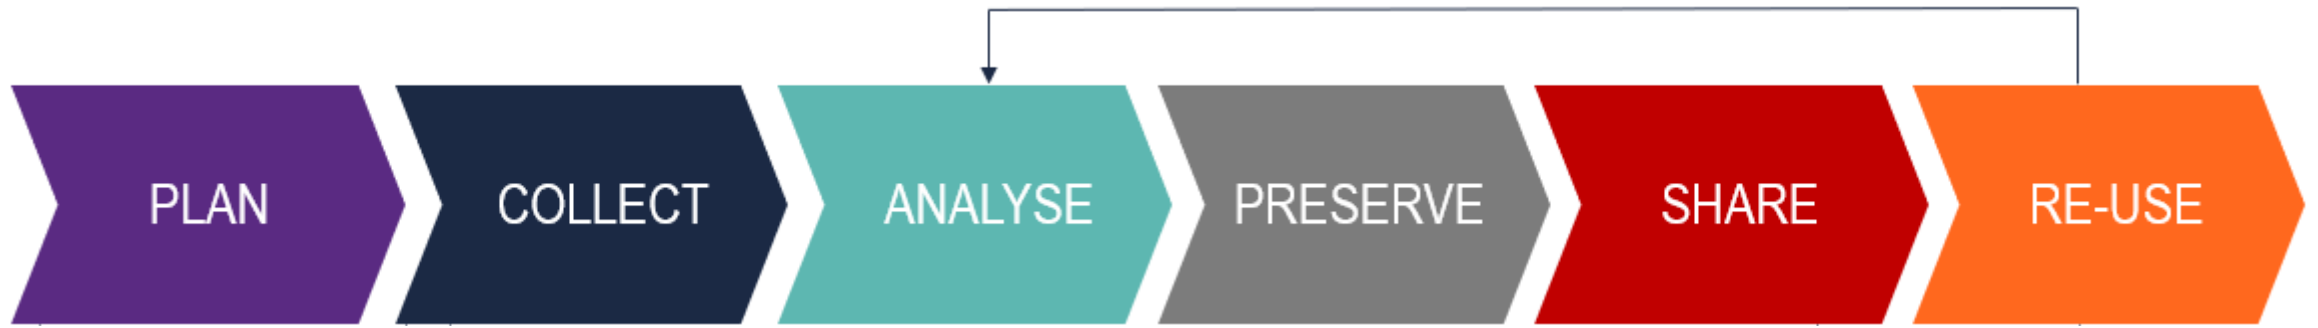 PLAN
COLLECT
ANALYSE
PRESERVE
SHARE
RE-USE